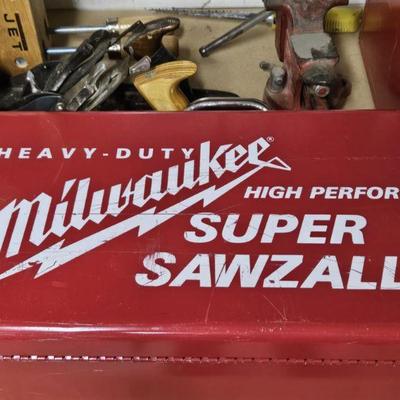 JET
HEAVY-DUTY
Milwaukee®
HIGH PERFOR
SUPER
SAWZALL